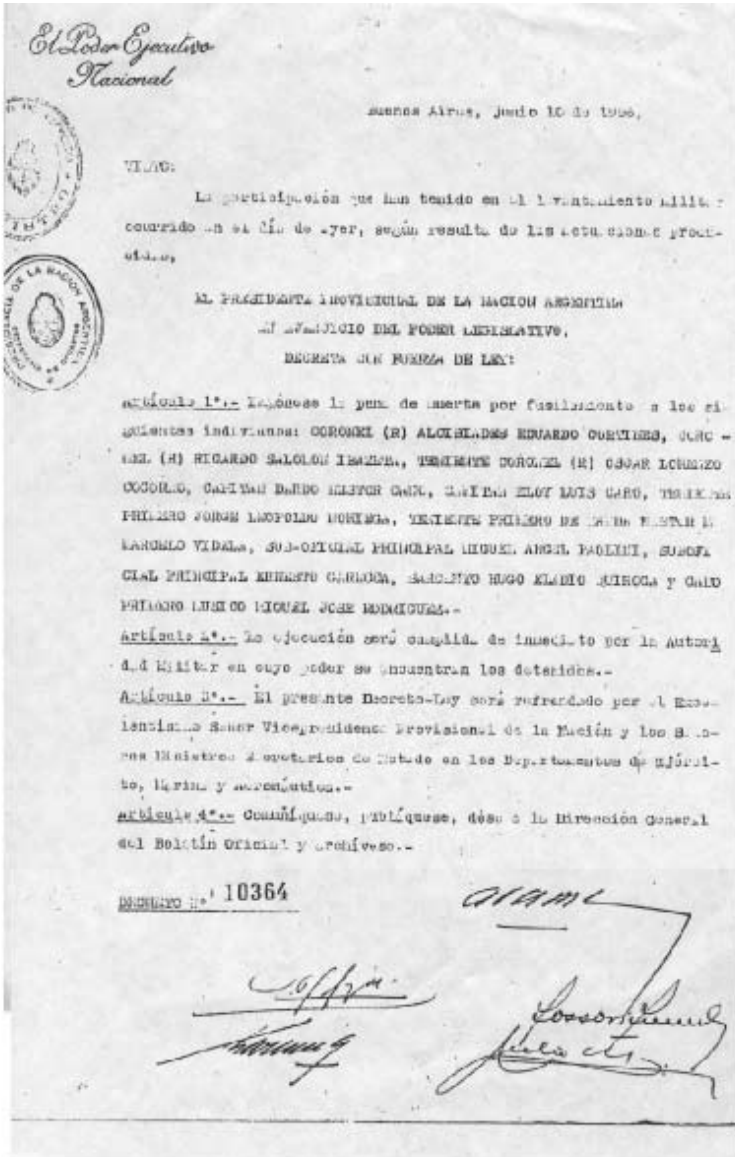 El Poder Ejecutivo
Nacional
Buenos Aires, junio 10 de 1956.
VISTO:
La participación que han tenido en el levantamiento militar
ocurrido en el día de ayer, según resulta de las actuaciones produ-
cidas,
EL PRESIDENTE PROVISIONAL DE LA NACION ARGENTINA
EN EJERCICIO DEL PODER LEGISLATIVO,
DECRETA CON FUERZA DE LEY:
PRESIDENCIA DE LA NACION ARGENTINA
Artículo 1°.- Impónese la pena de muerte por fusilamiento a los si-
guientes individuos: CORONEL (R) ALCIBIADES EDUARDO CORTINES, CORO-
NEL (R) RICARDO SALOMON IBAZETA, TENIENTE CORONEL (R) OSCAR LORENZO
COCORLO, CAPITAN DARDO NESTOR CANO, CAPITAN ELOY LUIS CARO, TENIENTE
PRIMERO JORGE LEOPOLDO NORIEGA, TENIENTE PRIMERO DE BANDA NESTOR
MARCELO VIDELA, SUB-OFICIAL PRINCIPAL MIGUEL ANGEL PAOLINI, SUBOFI
CIAL PRINCIPAL ERNESTO GARECCA, SARGENTO HUGO ELADIO QUIROGA y CABO
PRIMERO MUSICO MIGUEL JOSE RODRIGUEZ.-
Artículo 2°.- La ejecución será cumplida de inmediato por la Autori
dad Militar en cuyo poder se encuentran los detenidos.-
Artículo 3°.- El presente Decreto-Ley será refrendado por el Exce-
lentísimo Señor Vicepresidente Provisional de la Nación y los Seño-
res Ministros Secretarios de Estado en los Departamentos de Ejérci-
to, Marina y Aeronáutica.-
Artículo 4°.- Comuníquese, publíquese, dése a la Dirección General
del Boletín Oficial y archívese.-
DECRETO N° 10364